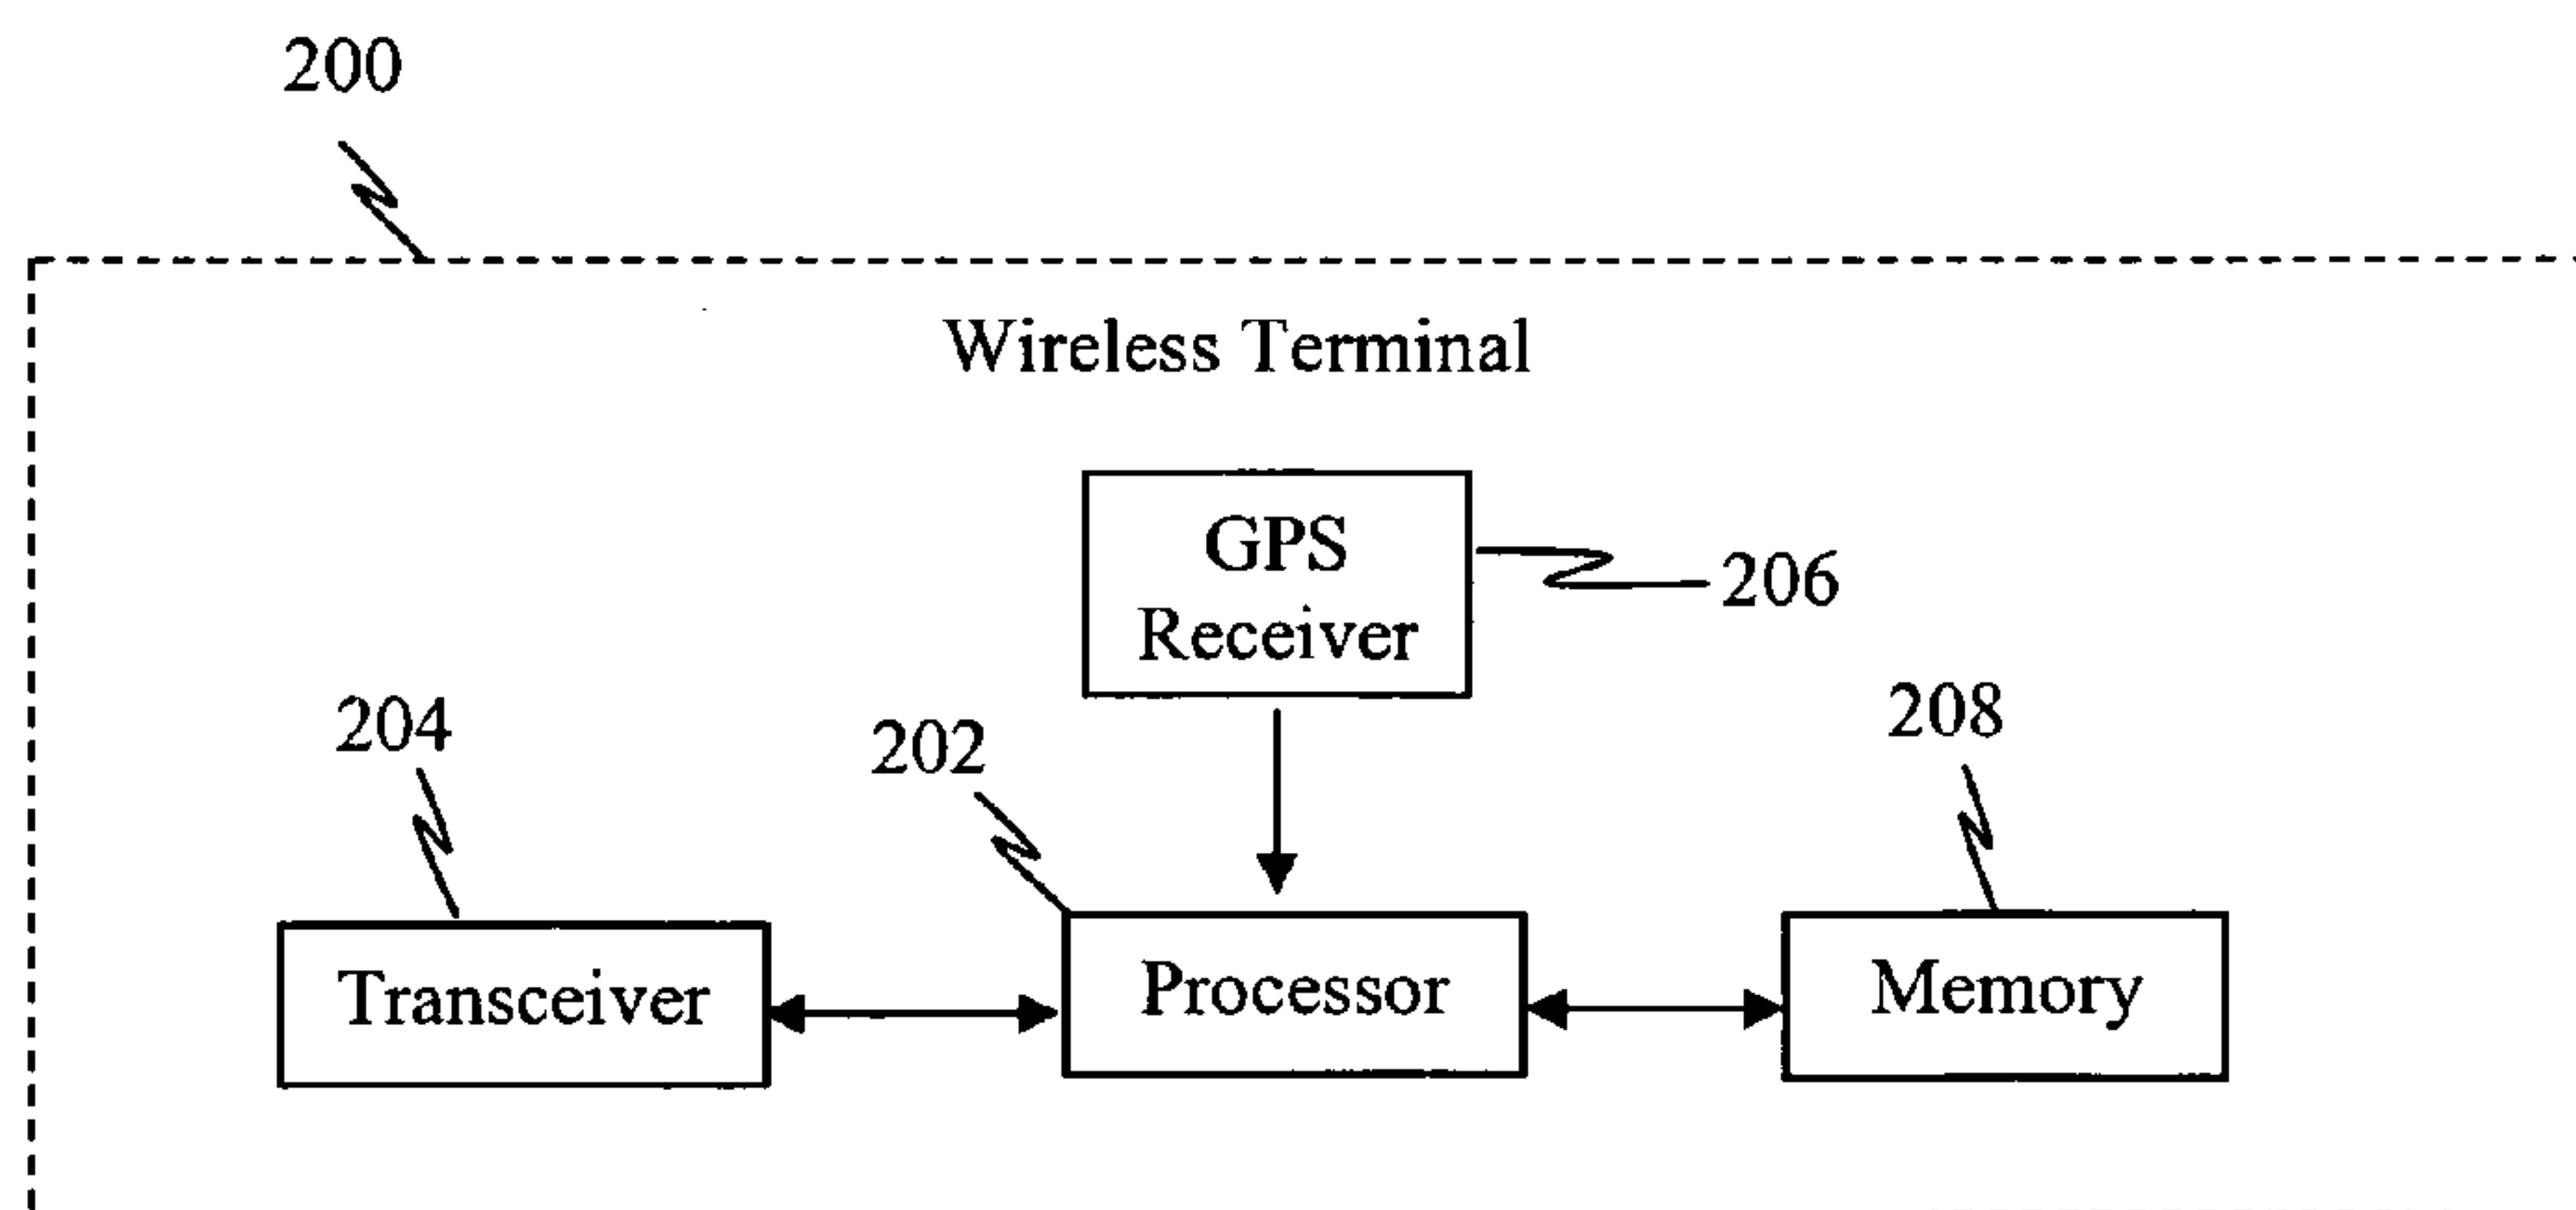 200
Wireless Terminal
GPS
Receiver
206
204
202
208
Transceiver
Processor
Memory